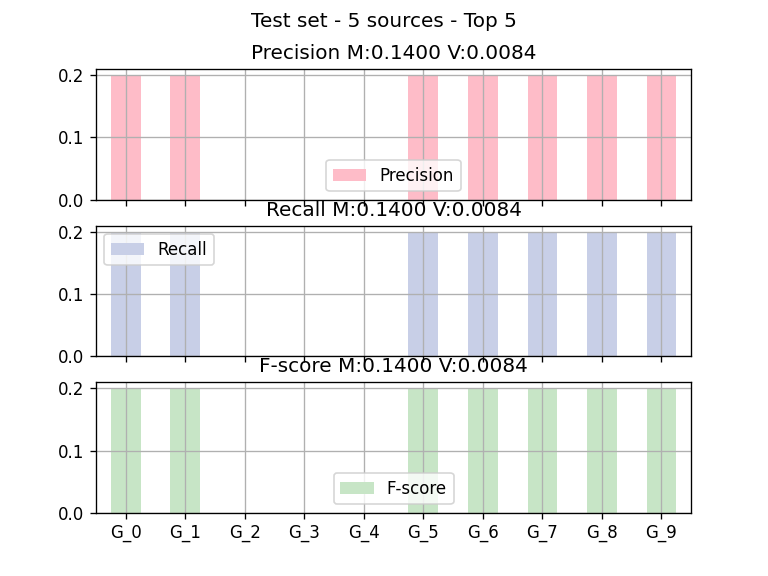 Test set - 5 sources - Top 5
Precision M:0.1400 V:0.0084
0.2
0.1
0.0
Precision
Recall M:0.1400 V:0.0084
0.2
0.1
0.0
Recall
F-score M:0.1400 V:0.0084
0.2
0.1
0.0
F-score
G_0 G_1 G_2 G_3 G_4 G_5 G_6 G_7 G_8 G_9